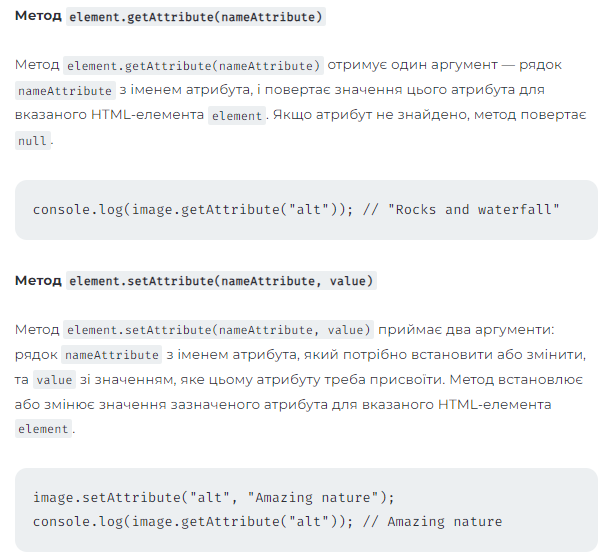 Метод element.getAttribute(nameAttribute)
Метод element.getAttribute(nameAttribute) отримує один аргумент — рядок
nameAttribute з іменем атрибута, і повертає значення цього атрибута для
вказаного HTML-елемента element. Якщо атрибут не знайдено, метод повертає
null.
console.log(image.getAttribute("alt")); // "Rocks and waterfall"
Метод element.setAttribute(nameAttribute, value)
Метод element.setAttribute(nameAttribute, value) приймає два аргументи:
рядок nameAttribute з іменем атрибута, який потрібно встановити або змінити,
та value зі значенням, яке цьому атрибуту треба присвоїти. Метод встановлює
або змінює значення зазначеного атрибута для вказаного HTML-елемента
element.
image.setAttribute("alt", "Amazing nature");
console.log(image.getAttribute("alt")); // Amazing nature